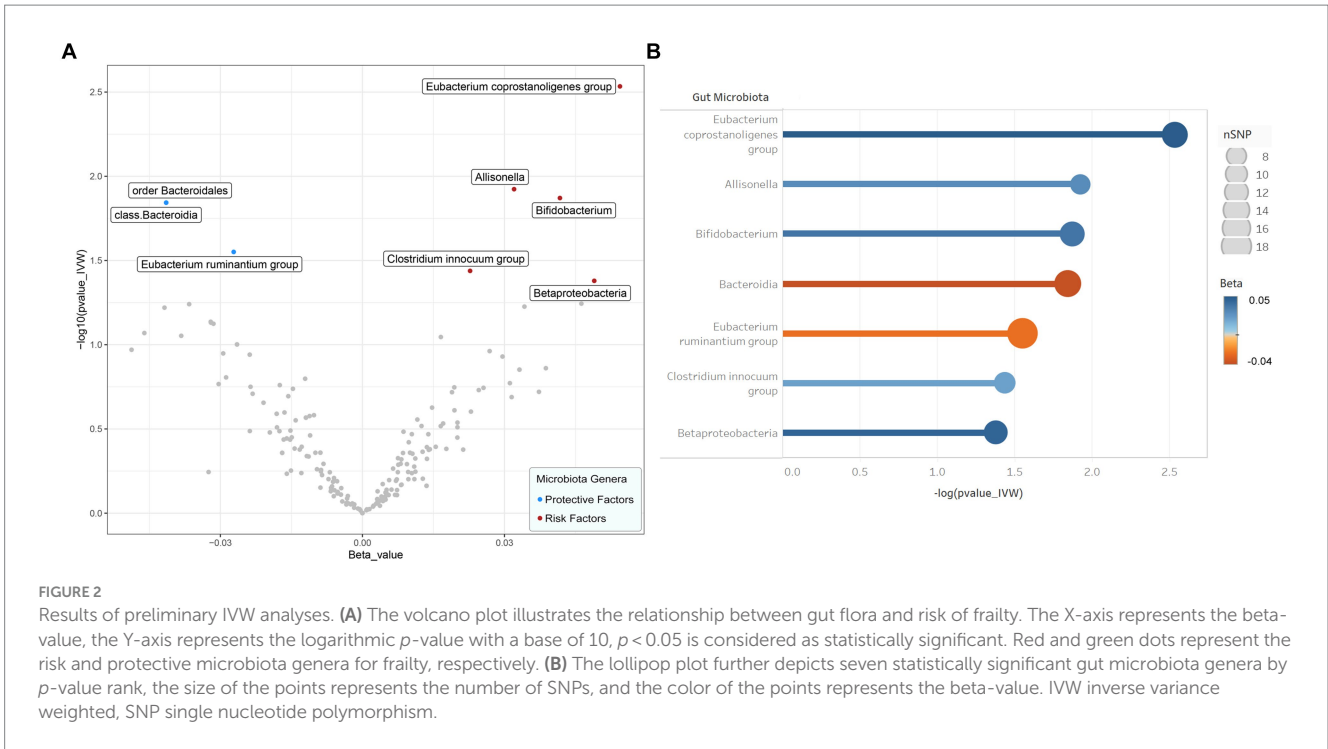 A
2.5
2.0
1.5
1.0
0.5
0.0
−log10(pvalue_IVW)
Eubacterium coprostanoligenes group
Allisonella
order Bacteroidales
class.Bacteroidia
Bifidobacterium
Eubacterium ruminantium group
Clostridium innocuum group
Betaproteobacteria
Microbiota Genera
Protective Factors
Risk Factors
−0.03
0.00
0.03
Beta_value
B
Gut Microbiota
Eubacterium
coprostanoligenes
group
Allisonella
Bifidobacterium
Bacteroidia
Eubacterium
ruminantium group
Clostridium innocuum
group
Betaproteobacteria
0.0
0.5
1.0
1.5
2.0
2.5
-log(pvalue_IVW)
nSNP
8
10
12
14
16
18
Beta
0.05
-0.04
FIGURE 2
Results of preliminary IVW analyses. (A) The volcano plot illustrates the relationship between gut flora and risk of frailty. The X-axis represents the beta-
value, the Y-axis represents the logarithmic p-value with a base of 10, p < 0.05 is considered as statistically significant. Red and green dots represent the
risk and protective microbiota genera for frailty, respectively. (B) The lollipop plot further depicts seven statistically significant gut microbiota genera by
p-value rank, the size of the points represents the number of SNPs, and the color of the points represents the beta-value. IVW inverse variance
weighted, SNP single nucleotide polymorphism.